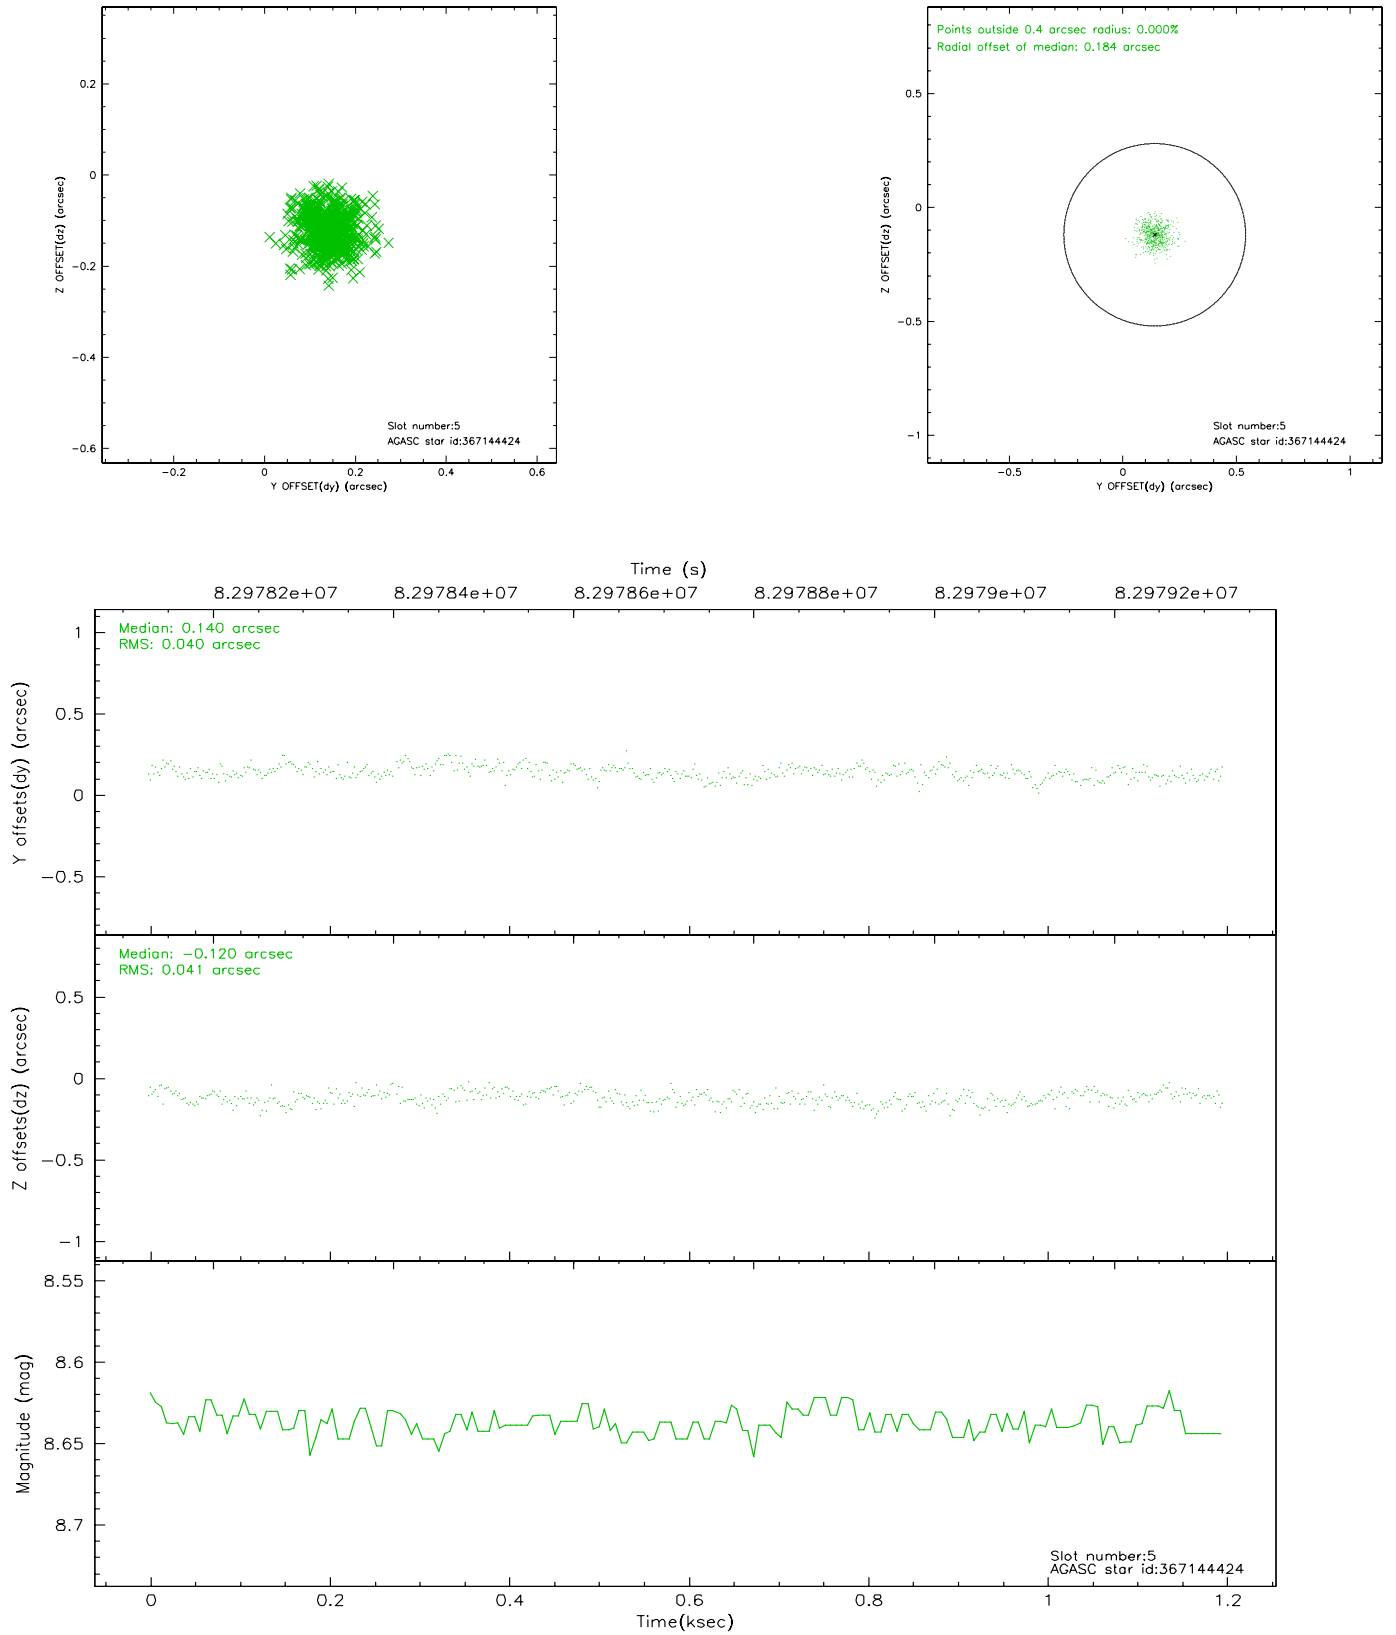 0.2
0
-0.2
-0.4
-0.6
Z OFFSET(dz) (arcsec)
Slot number:5
AGASC star id:367144424
-0.2 0 0.2 0.4 0.6
Y OFFSET(dy) (arcsec)
Points outside 0.4 arcsec radius: 0.000%
Radial offset of median: 0.184 arcsec
0.5
0
-0.5
-1
Z OFFSET(dz) (arcsec)
Slot number:5
AGASC star id:367144424
-0.5 0 0.5 1
Y OFFSET(dy) (arcsec)
Time (s)
8.29782e+07 8.29784e+07 8.29786e+07 8.29788e+07 8.2979e+07 8.29792e+07
Median: 0.140 arcsec
RMS: 0.040 arcsec
1
0.5
0
-0.5
Y offsets(dy) (arcsec)
Median: -0.120 arcsec
RMS: 0.041 arcsec
0.5
0
-0.5
-1
Z offsets(dz) (arcsec)
8.55
8.6
8.65
8.7
Magnitude (mag)
Slot number:5
AGASC star id:367144424
0 0.2 0.4 0.6 0.8 1 1.2
Time(ksec)